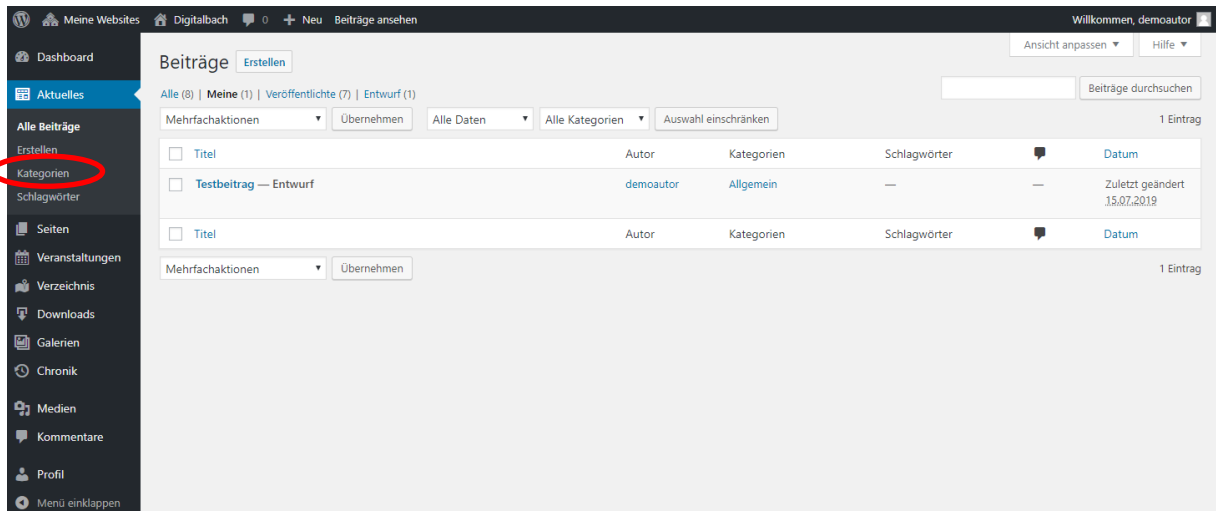 Meine Websites Digitalbach 0 Neu Beiträge ansehen Willkommen, demoautor
Dashboard
Aktuelles
Alle Beiträge
Erstellen
Kategorien
Schlagwörter
Seiten
Veranstaltungen
Verzeichnis
Downloads
Galerien
Chronik
Medien
Kommentare
Profil
Menü einklappen
Ansicht anpassen ▼ Hilfe ▼
Beiträge Erstellen
Alle (8) | Meine (1) | Veröffentlichte (7) | Entwurf (1) Beiträge durchsuchen
Mehrfachaktionen Übernehmen Alle Daten Alle Kategorien Auswahl einschränken 1 Eintrag
Titel Autor Kategorien Schlagwörter Datum
Testbeitrag — Entwurf demoautor Allgemein — — Zuletzt geändert
15.07.2019
Titel Autor Kategorien Schlagwörter Datum
Mehrfachaktionen Übernehmen 1 Eintrag